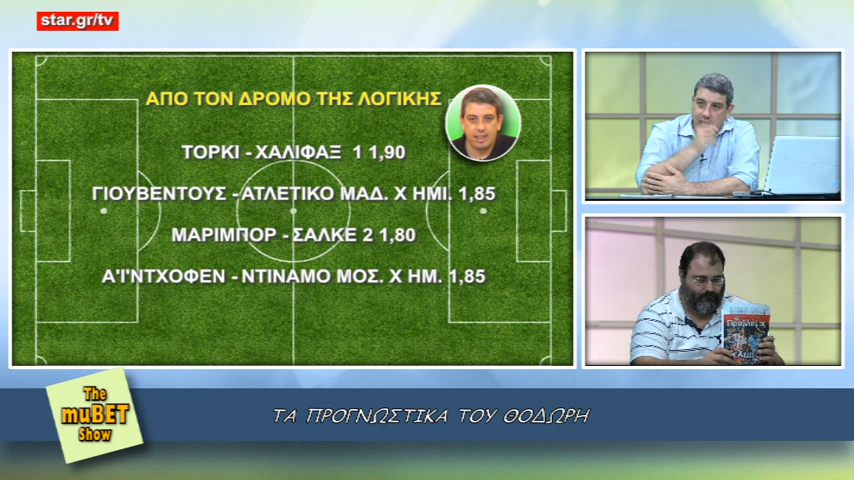 star.gr/tv
ΑΠΟ ΤΟΝ ΔΡΟΜΟ ΤΗΣ ΛΟΓΙΚΗΣ
ΤΟΡΚΙ - ΧΑΛΙΦΑΞ 1 1,90
ΓΙΟΥΒΕΝΤΟΥΣ - ΑΤΛΕΤΙΚΟ ΜΑΔ. Χ ΗΜΙ. 1,85
ΜΑΡΙΜΠΟΡ - ΣΑΛΚΕ 2 1,80
Α'Ι'ΝΤΧΟΦΕΝ - ΝΤΙΝΑΜΟ ΜΟΣ. Χ ΗΜ. 1,85
Προβλέψεις
The
muBET
Show
ΤΑ ΠΡΟΓΝΩΣΤΙΚΑ ΤΟΥ ΘΟΔΩΡΗ